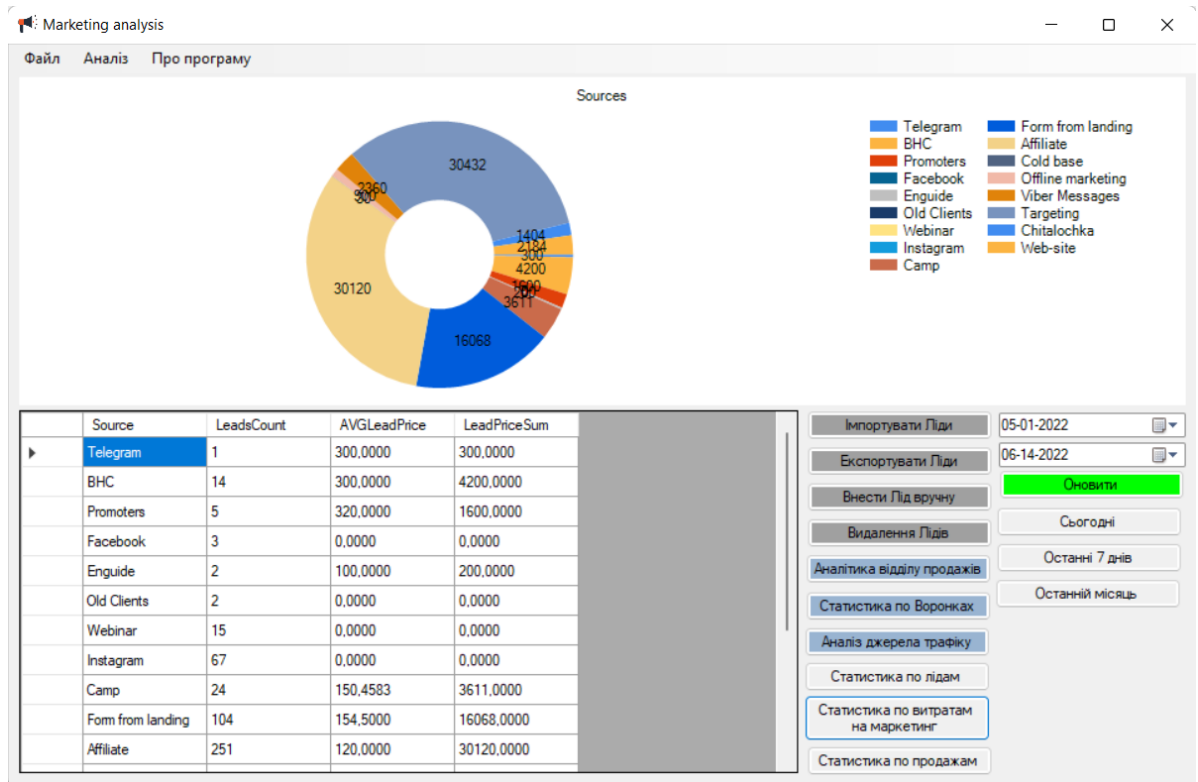 Marketing analysis
Файл Аналіз Про програму
Sources
30432
2360
900
30
1404
2184
300
4200
1600
200
3611
30120
16068
Telegram Form from landing
BHC Affiliate
Promoters Cold base
Facebook Offline marketing
Enguide Viber Messages
Old Clients Targeting
Webinar Chitalochka
Instagram Web-site
Camp
Source LeadsCount AVGLeadPrice LeadPriceSum
Telegram 1 300,0000 300,0000
BHC 14 300,0000 4200,0000
Promoters 5 320,0000 1600,0000
Facebook 3 0,0000 0,0000
Enguide 2 100,0000 200,0000
Old Clients 2 0,0000 0,0000
Webinar 15 0,0000 0,0000
Instagram 67 0,0000 0,0000
Camp 24 150,4583 3611,0000
Form from landing 104 154,5000 16068,0000
Affiliate 251 120,0000 30120,0000
Імпортувати Ліди
Експортувати Ліди
Внести Лід вручну
Видалення Лідів
Аналітика відділу продажів
Статистика по Воронках
Аналіз джерела трафіку
Статистика по лідам
Статистика по витратам
на маркетинг
Статистика по продажам
05-01-2022
06-14-2022
Оновити
Сьогодні
Останні 7 днів
Останній місяць